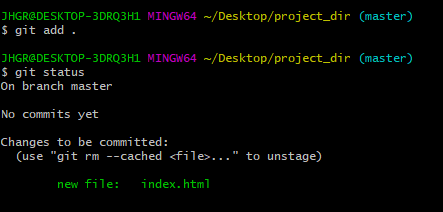 JHGR@DESKTOP-3DRQ3H1 MINGW64 ~/Desktop/project_dir (master)
$ git add .
JHGR@DESKTOP-3DRQ3H1 MINGW64 ~/Desktop/project_dir (master)
$ git status
On branch master
No commits yet
Changes to be committed:
(use "git rm --cached <file>..." to unstage)
new file: index.html